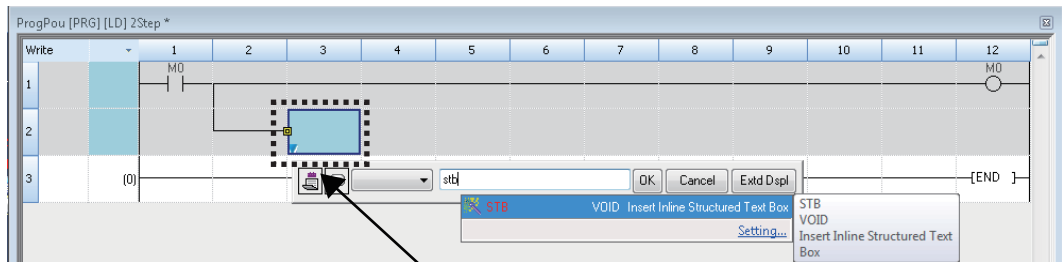 ProgPou [PRG] [LD] 2Step *
Write 1 2 3 4 5 6 7 8 9 10 11 12
M0 M0
1
2
3 (0) [END ]
stb OK Cancel Extd Dspl
STB VOID Insert Inline Structured Text Box
Setting...
STB
VOID
Insert Inline Structured Text
Box